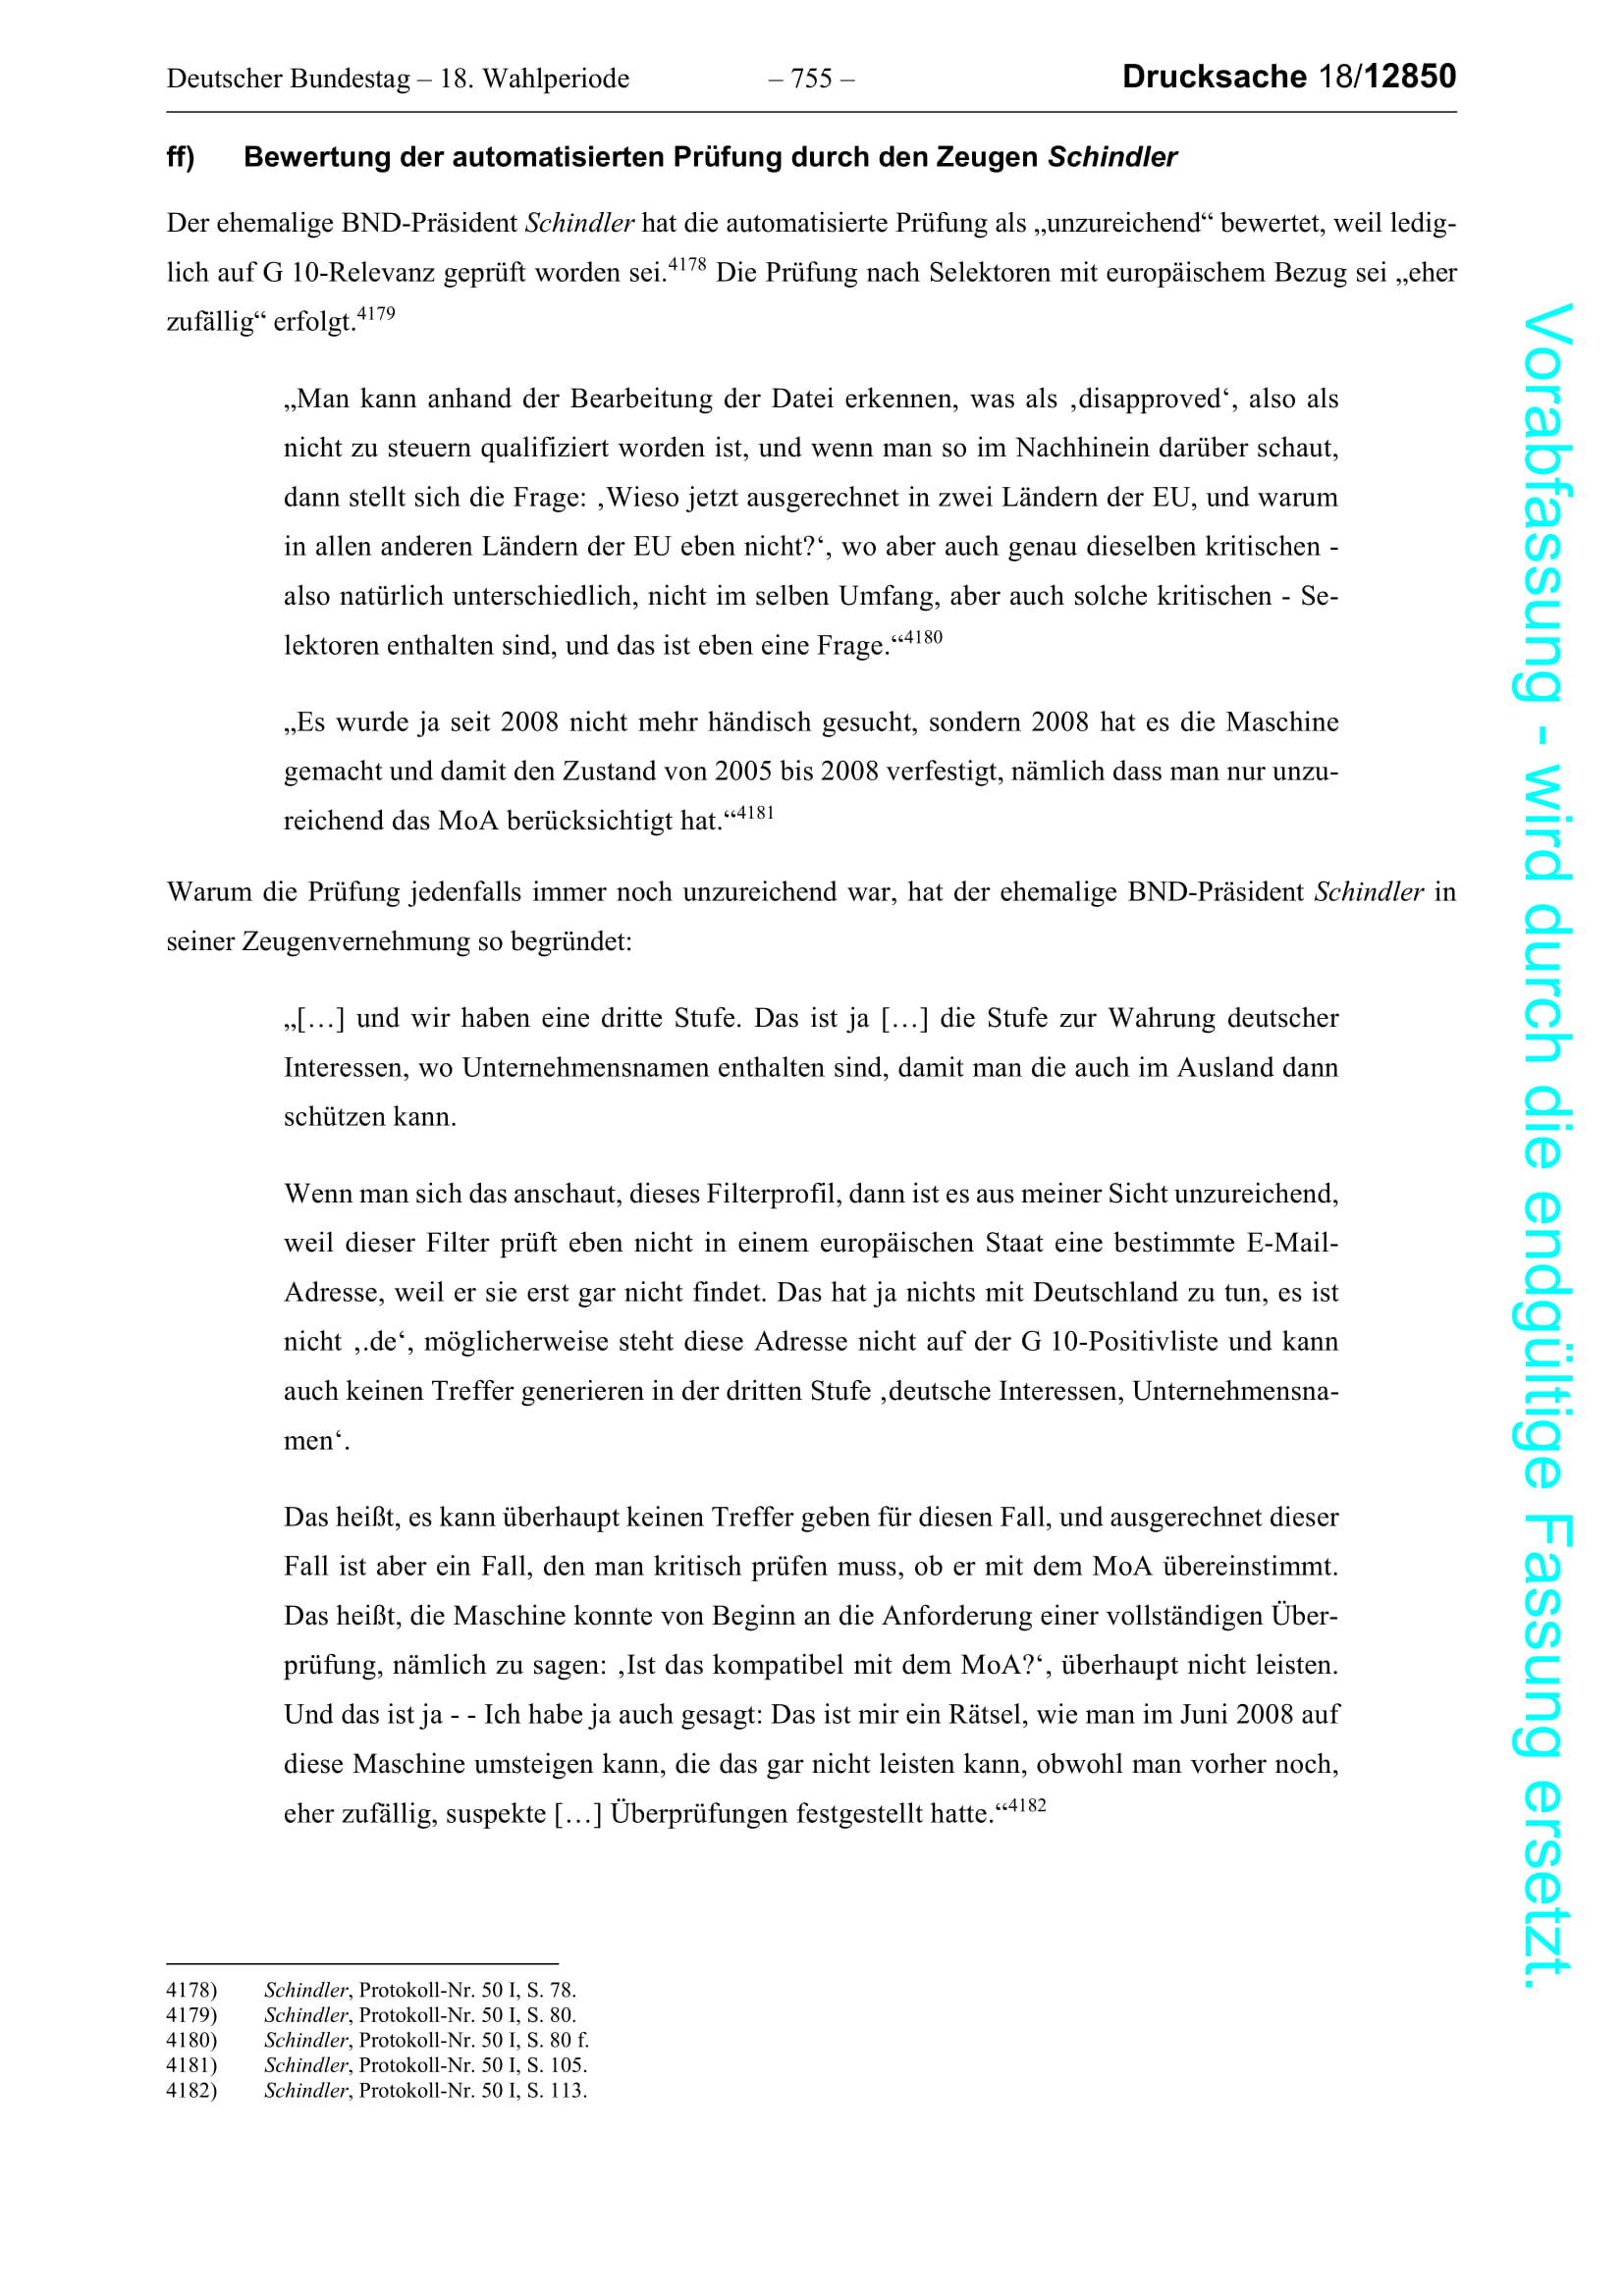 Deutscher Bundestag – 18. Wahlperiode – 755 – Drucksache 18/12850
ff) Bewertung der automatisierten Prüfung durch den Zeugen Schindler
Der ehemalige BND-Präsident Schindler hat die automatisierte Prüfung als „unzureichend“ bewertet, weil ledig-
lich auf G 10-Relevanz geprüft worden sei.4178 Die Prüfung nach Selektoren mit europäischem Bezug sei „eher
zufällig“ erfolgt.4179
„Man kann anhand der Bearbeitung der Datei erkennen, was als ‚disapproved‘, also als
nicht zu steuern qualifiziert worden ist, und wenn man so im Nachhinein darüber schaut,
dann stellt sich die Frage: ‚Wieso jetzt ausgerechnet in zwei Ländern der EU, und warum
in allen anderen Ländern der EU eben nicht?‘, wo aber auch genau dieselben kritischen -
also natürlich unterschiedlich, nicht im selben Umfang, aber auch solche kritischen - Se-
lektoren enthalten sind, und das ist eben eine Frage.“4180
„Es wurde ja seit 2008 nicht mehr händisch gesucht, sondern 2008 hat es die Maschine
gemacht und damit den Zustand von 2005 bis 2008 verfestigt, nämlich dass man nur unzu-
reichend das MoA berücksichtigt hat.“4181
Warum die Prüfung jedenfalls immer noch unzureichend war, hat der ehemalige BND-Präsident Schindler in
seiner Zeugenvernehmung so begründet:
„[…] und wir haben eine dritte Stufe. Das ist ja […] die Stufe zur Wahrung deutscher
Interessen, wo Unternehmensnamen enthalten sind, damit man die auch im Ausland dann
schützen kann.
Wenn man sich das anschaut, dieses Filterprofil, dann ist es aus meiner Sicht unzureichend,
weil dieser Filter prüft eben nicht in einem europäischen Staat eine bestimmte E-Mail-
Adresse, weil er sie erst gar nicht findet. Das hat ja nichts mit Deutschland zu tun, es ist
nicht ‚.de‘, möglicherweise steht diese Adresse nicht auf der G 10-Positivliste und kann
auch keinen Treffer generieren in der dritten Stufe ‚deutsche Interessen, Unternehmensna-
men‘.
Das heißt, es kann überhaupt keinen Treffer geben für diesen Fall, und ausgerechnet dieser
Fall ist aber ein Fall, den man kritisch prüfen muss, ob er mit dem MoA übereinstimmt.
Das heißt, die Maschine konnte von Beginn an die Anforderung einer vollständigen Über-
prüfung, nämlich zu sagen: ‚Ist das kompatibel mit dem MoA?‘, überhaupt nicht leisten.
Und das ist ja - - Ich habe ja auch gesagt: Das ist mir ein Rätsel, wie man im Juni 2008 auf
diese Maschine umsteigen kann, die das gar nicht leisten kann, obwohl man vorher noch,
eher zufällig, suspekte […] Überprüfungen festgestellt hatte.“4182
4178) Schindler, Protokoll-Nr. 50 I, S. 78.
4179) Schindler, Protokoll-Nr. 50 I, S. 80.
4180) Schindler, Protokoll-Nr. 50 I, S. 80 f.
4181) Schindler, Protokoll-Nr. 50 I, S. 105.
4182) Schindler, Protokoll-Nr. 50 I, S. 113.
Vorabfassung - wird durch die endgültige Fassung ersetzt.